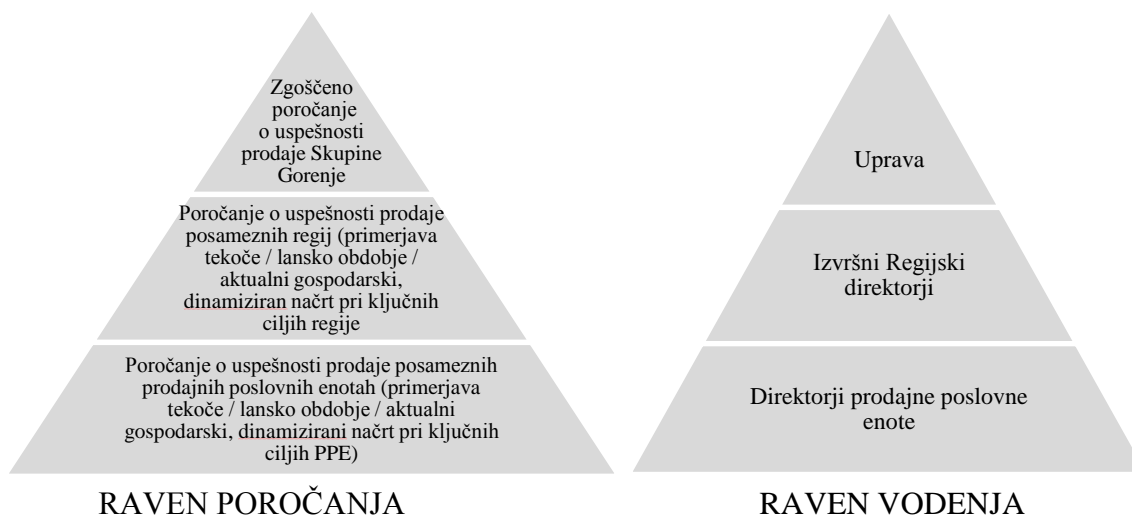 Zgoščeno
poročanje
o uspešnosti
prodaje Skupine
Gorenje
Poročanje o uspešnosti prodaje
posameznih regij (primerjava
tekoče / lansko obdobje /
aktualni gospodarski,
dinamiziran načrt pri ključnih
ciljih regije
Poročanje o uspešnosti prodaje posameznih
prodajnih poslovnih enotah (primerjava
tekoče / lansko obdobje / aktualni
gospodarski, dinamizirani načrt pri ključnih
ciljih PPE)
RAVEN POROČANJA
Uprava
Izvršni Regijski
direktorji
Direktorji prodajne poslovne
enote
RAVEN VODENJA